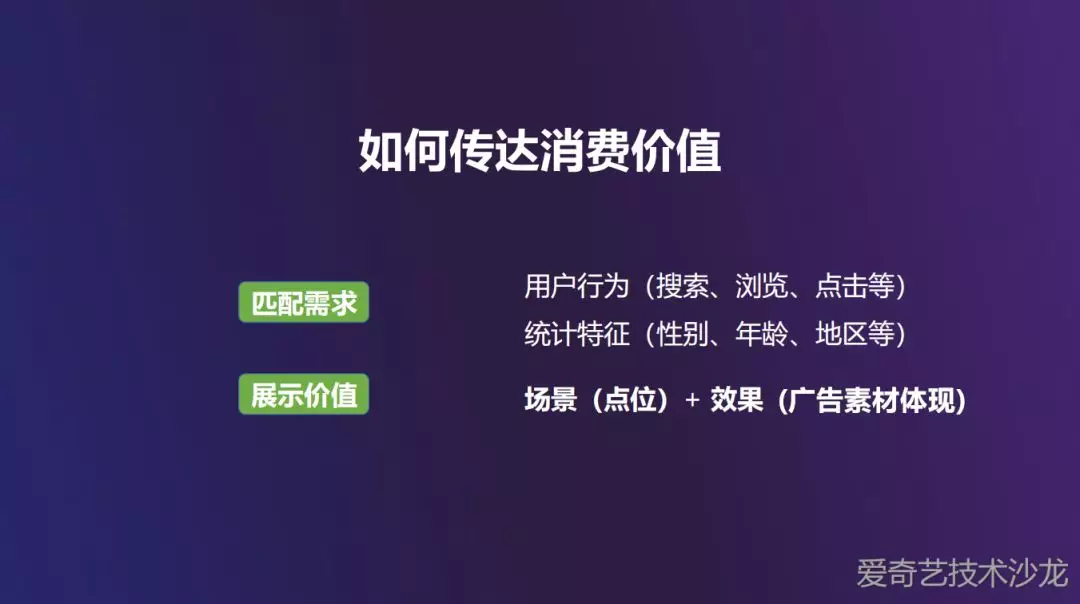 如何传达消费价值
匹配需求
用户行为（搜索、浏览、点击等）
统计特征（性别、年龄、地区等）
展示价值
场景（点位）+ 效果（广告素材体现）
爱奇艺技术沙龙